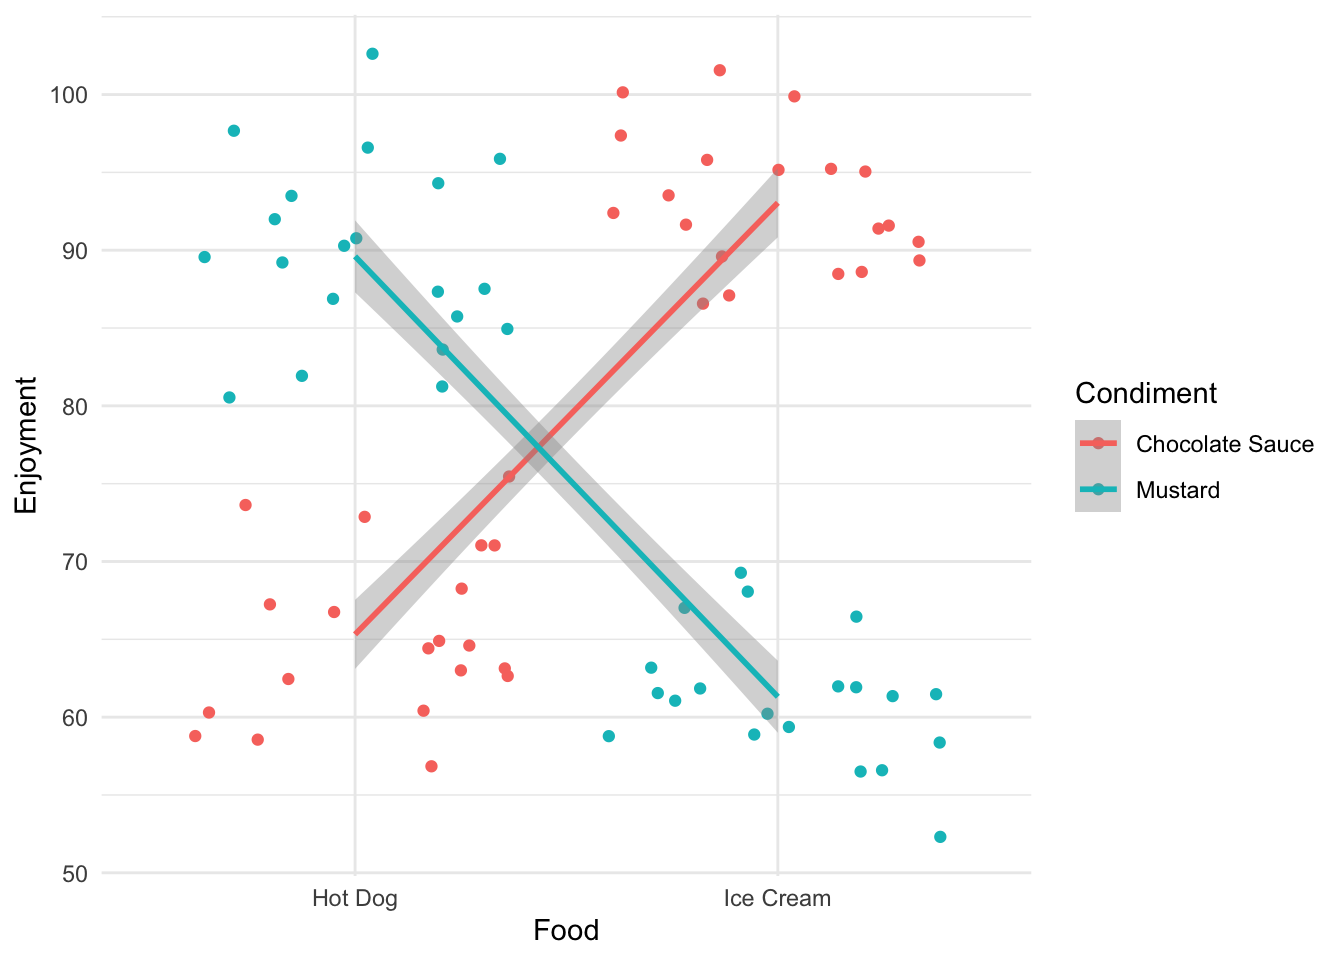 Enjoyment
100
90
80
70
60
50
Hot Dog
Ice Cream
Food
Condiment
Chocolate Sauce
Mustard